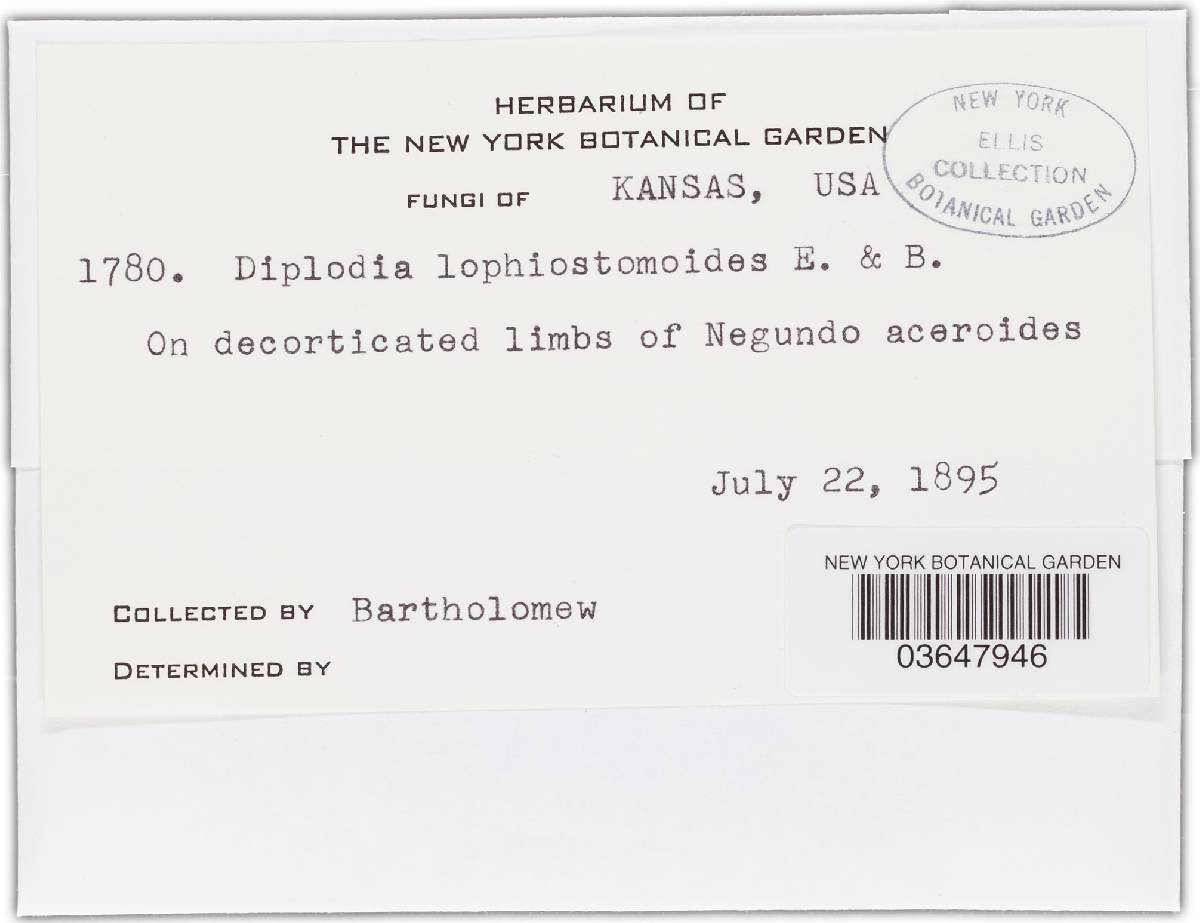 HERBARIUM OF
THE NEW YORK BOTANICAL GARDEN
FUNGI OF KANSAS, USA
NEW YORK
ELLIS
COLLECTION
BOTANICAL GARDEN
1780. Diplodia lophiostomoides E. & B.
On decorticated limbs of Negundo aceroides
July 22, 1895
NEW YORK BOTANICAL GARDEN
03647946
COLLECTED BY Bartholomew
DETERMINED BY